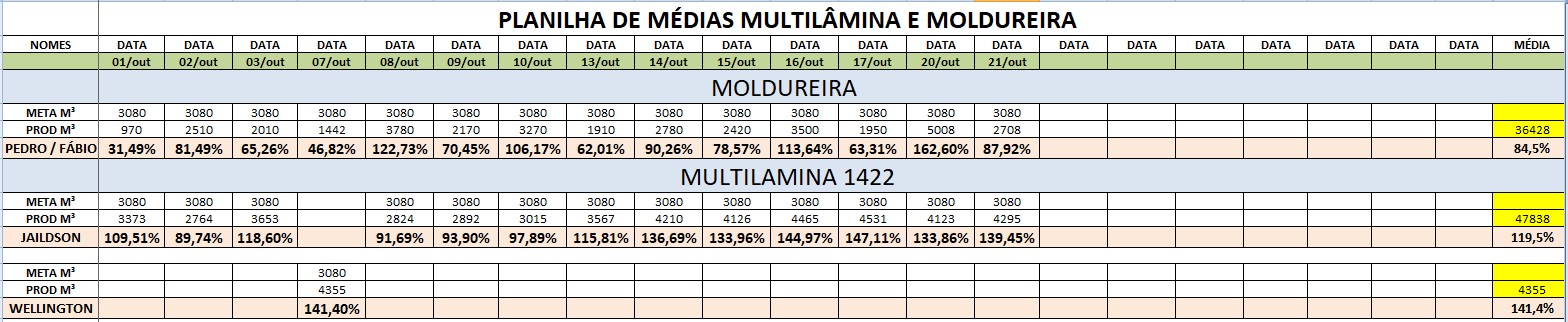 PLANILHA DE MÉDIAS MULTILÂMINA E MOLDUREIRA
NOMES DATA DATA DATA DATA DATA DATA DATA DATA DATA DATA DATA DATA DATA DATA DATA DATA DATA DATA DATA DATA DATA MÉDIA
01/out 02/out 03/out 07/out 08/out 09/out 10/out 13/out 14/out 15/out 16/out 17/out 20/out 21/out
MOLDUREIRA
META M³ 3080 3080 3080 3080 3080 3080 3080 3080 3080 3080 3080 3080 3080 3080
PROD M³ 970 2510 2010 1442 3780 2170 3270 1910 2780 2420 3500 1950 5008 2708 36428
PEDRO / FÁBIO 31,49% 81,49% 65,26% 46,82% 122,73% 70,45% 106,17% 62,01% 90,26% 78,57% 113,64% 63,31% 162,60% 87,92% 84,5%
MULTILAMINA 1422
META M³ 3080 3080 3080 3080 3080 3080 3080 3080 3080 3080 3080 3080 3080
PROD M³ 3373 2764 3653 2824 2892 3015 3567 4210 4126 4465 4531 4123 4295 47838
JAILDSON 109,51% 89,74% 118,60% 91,69% 93,90% 97,89% 115,81% 136,69% 133,96% 144,97% 147,11% 133,86% 139,45% 119,5%
META M³ 3080
PROD M³ 4355 4355
WELLINGTON 141,40% 141,4%